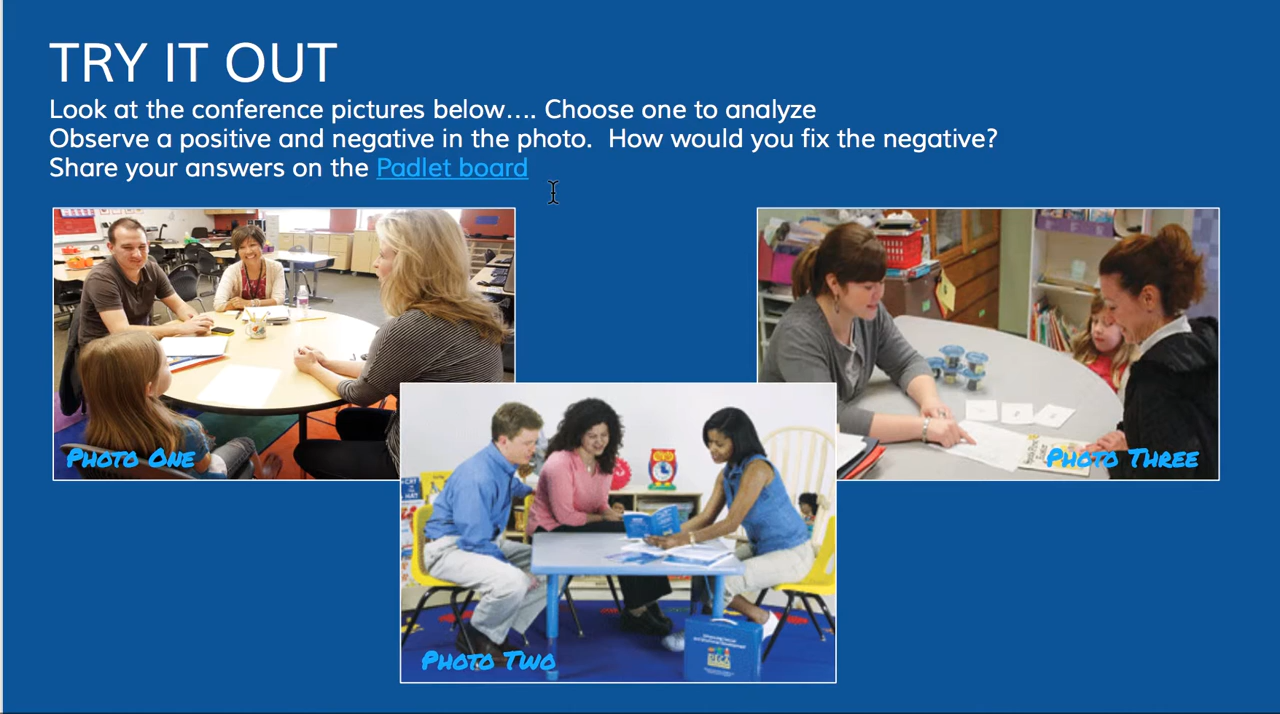 TRY IT OUT
Look at the conference pictures below.... Choose one to analyze
Observe a positive and negative in the photo.  How would you fix the negative?
Share your answers on the Padlet board
Photo One
Photo Three
Photo Two